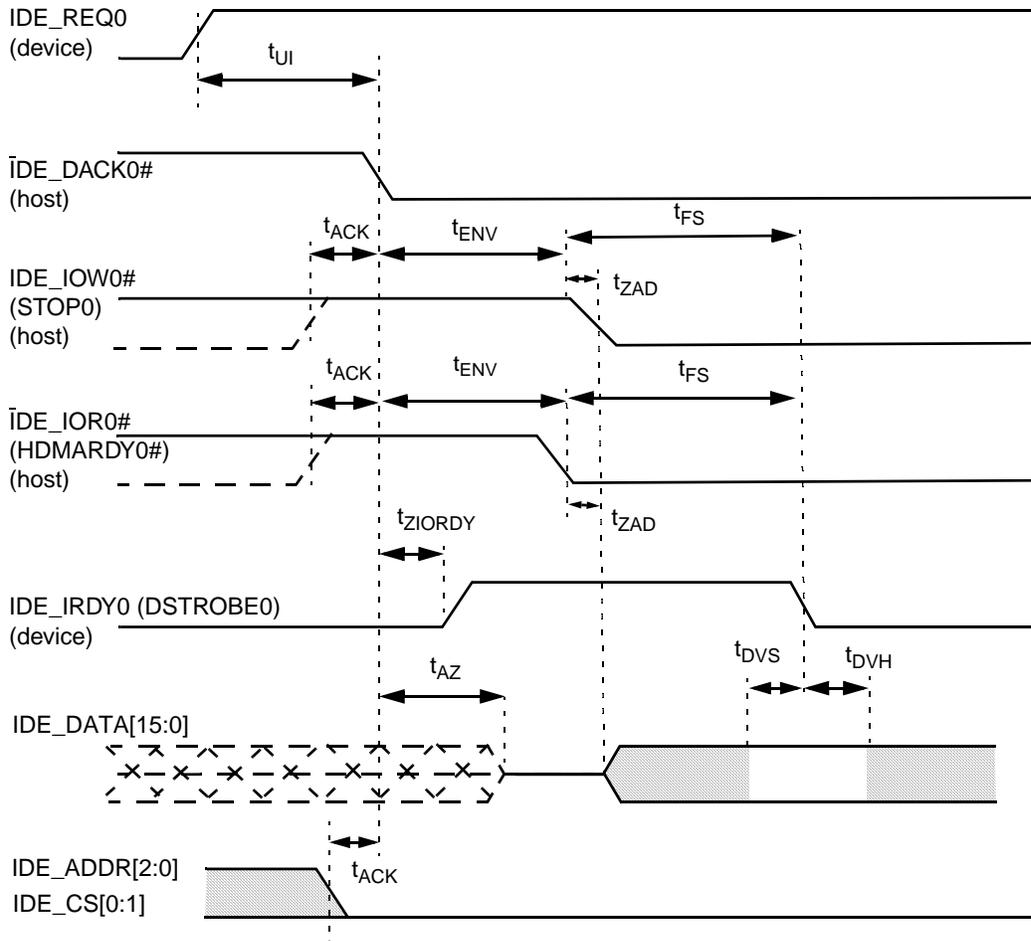 IDE_REQ0
(device)
tUI
IDE_DACK0#
(host)
tACK
tENV
tFS
IDE_IOW0#
(STOP0)
(host)
tZAD
tACK
tENV
tFS
IDE_IOR0#
(HDMARDY0#)
(host)
tZIORDY
tZAD
IDE_IRDY0 (DSTROBE0)
(device)
tDVS
tDVH
tAZ
IDE_DATA[15:0]
IDE_ADDR[2:0]
tACK
IDE_CS[0:1]